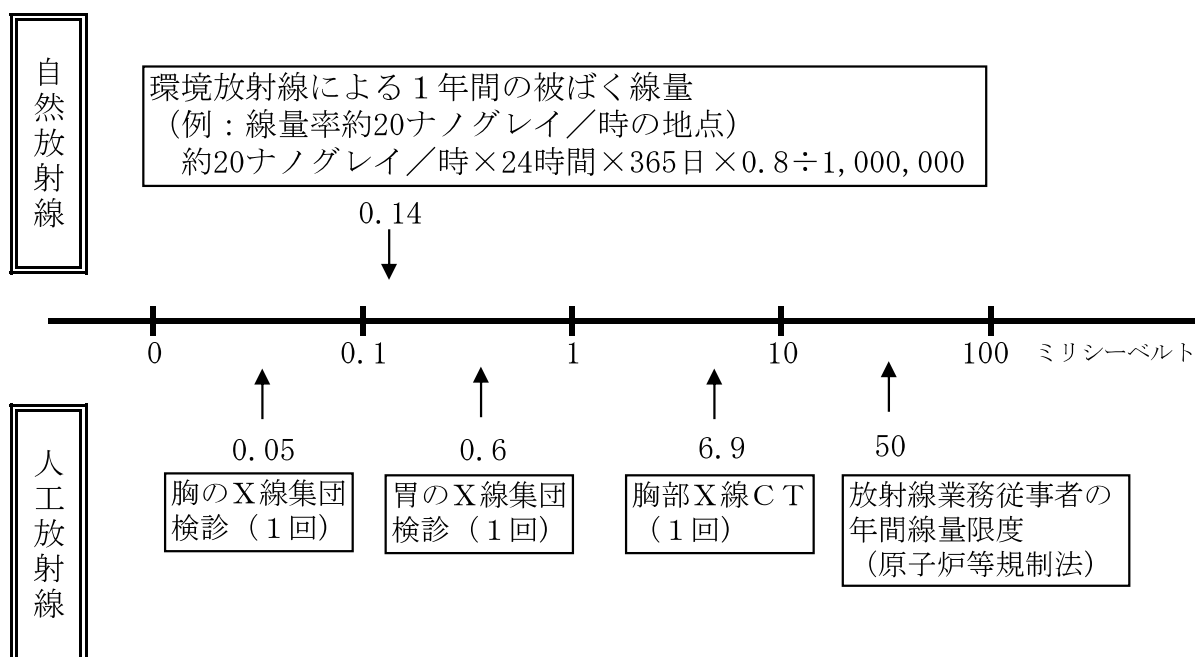 自然放射線
環境放射線による１年間の被ばく線量
（例：線量率約20ナノグレイ／時の地点）
約20ナノグレイ／時×24時間×365日×0.8÷1,000,000
0.14
0 0.1 1 10 100 ミリシーベルト
人工放射線
0.05
胸のＸ線集団
検診（１回）
0.6
胃のＸ線集団
検診（１回）
6.9
胸部Ｘ線ＣＴ
（１回）
50
放射線業務従事者の
年間線量限度
（原子炉等規制法）